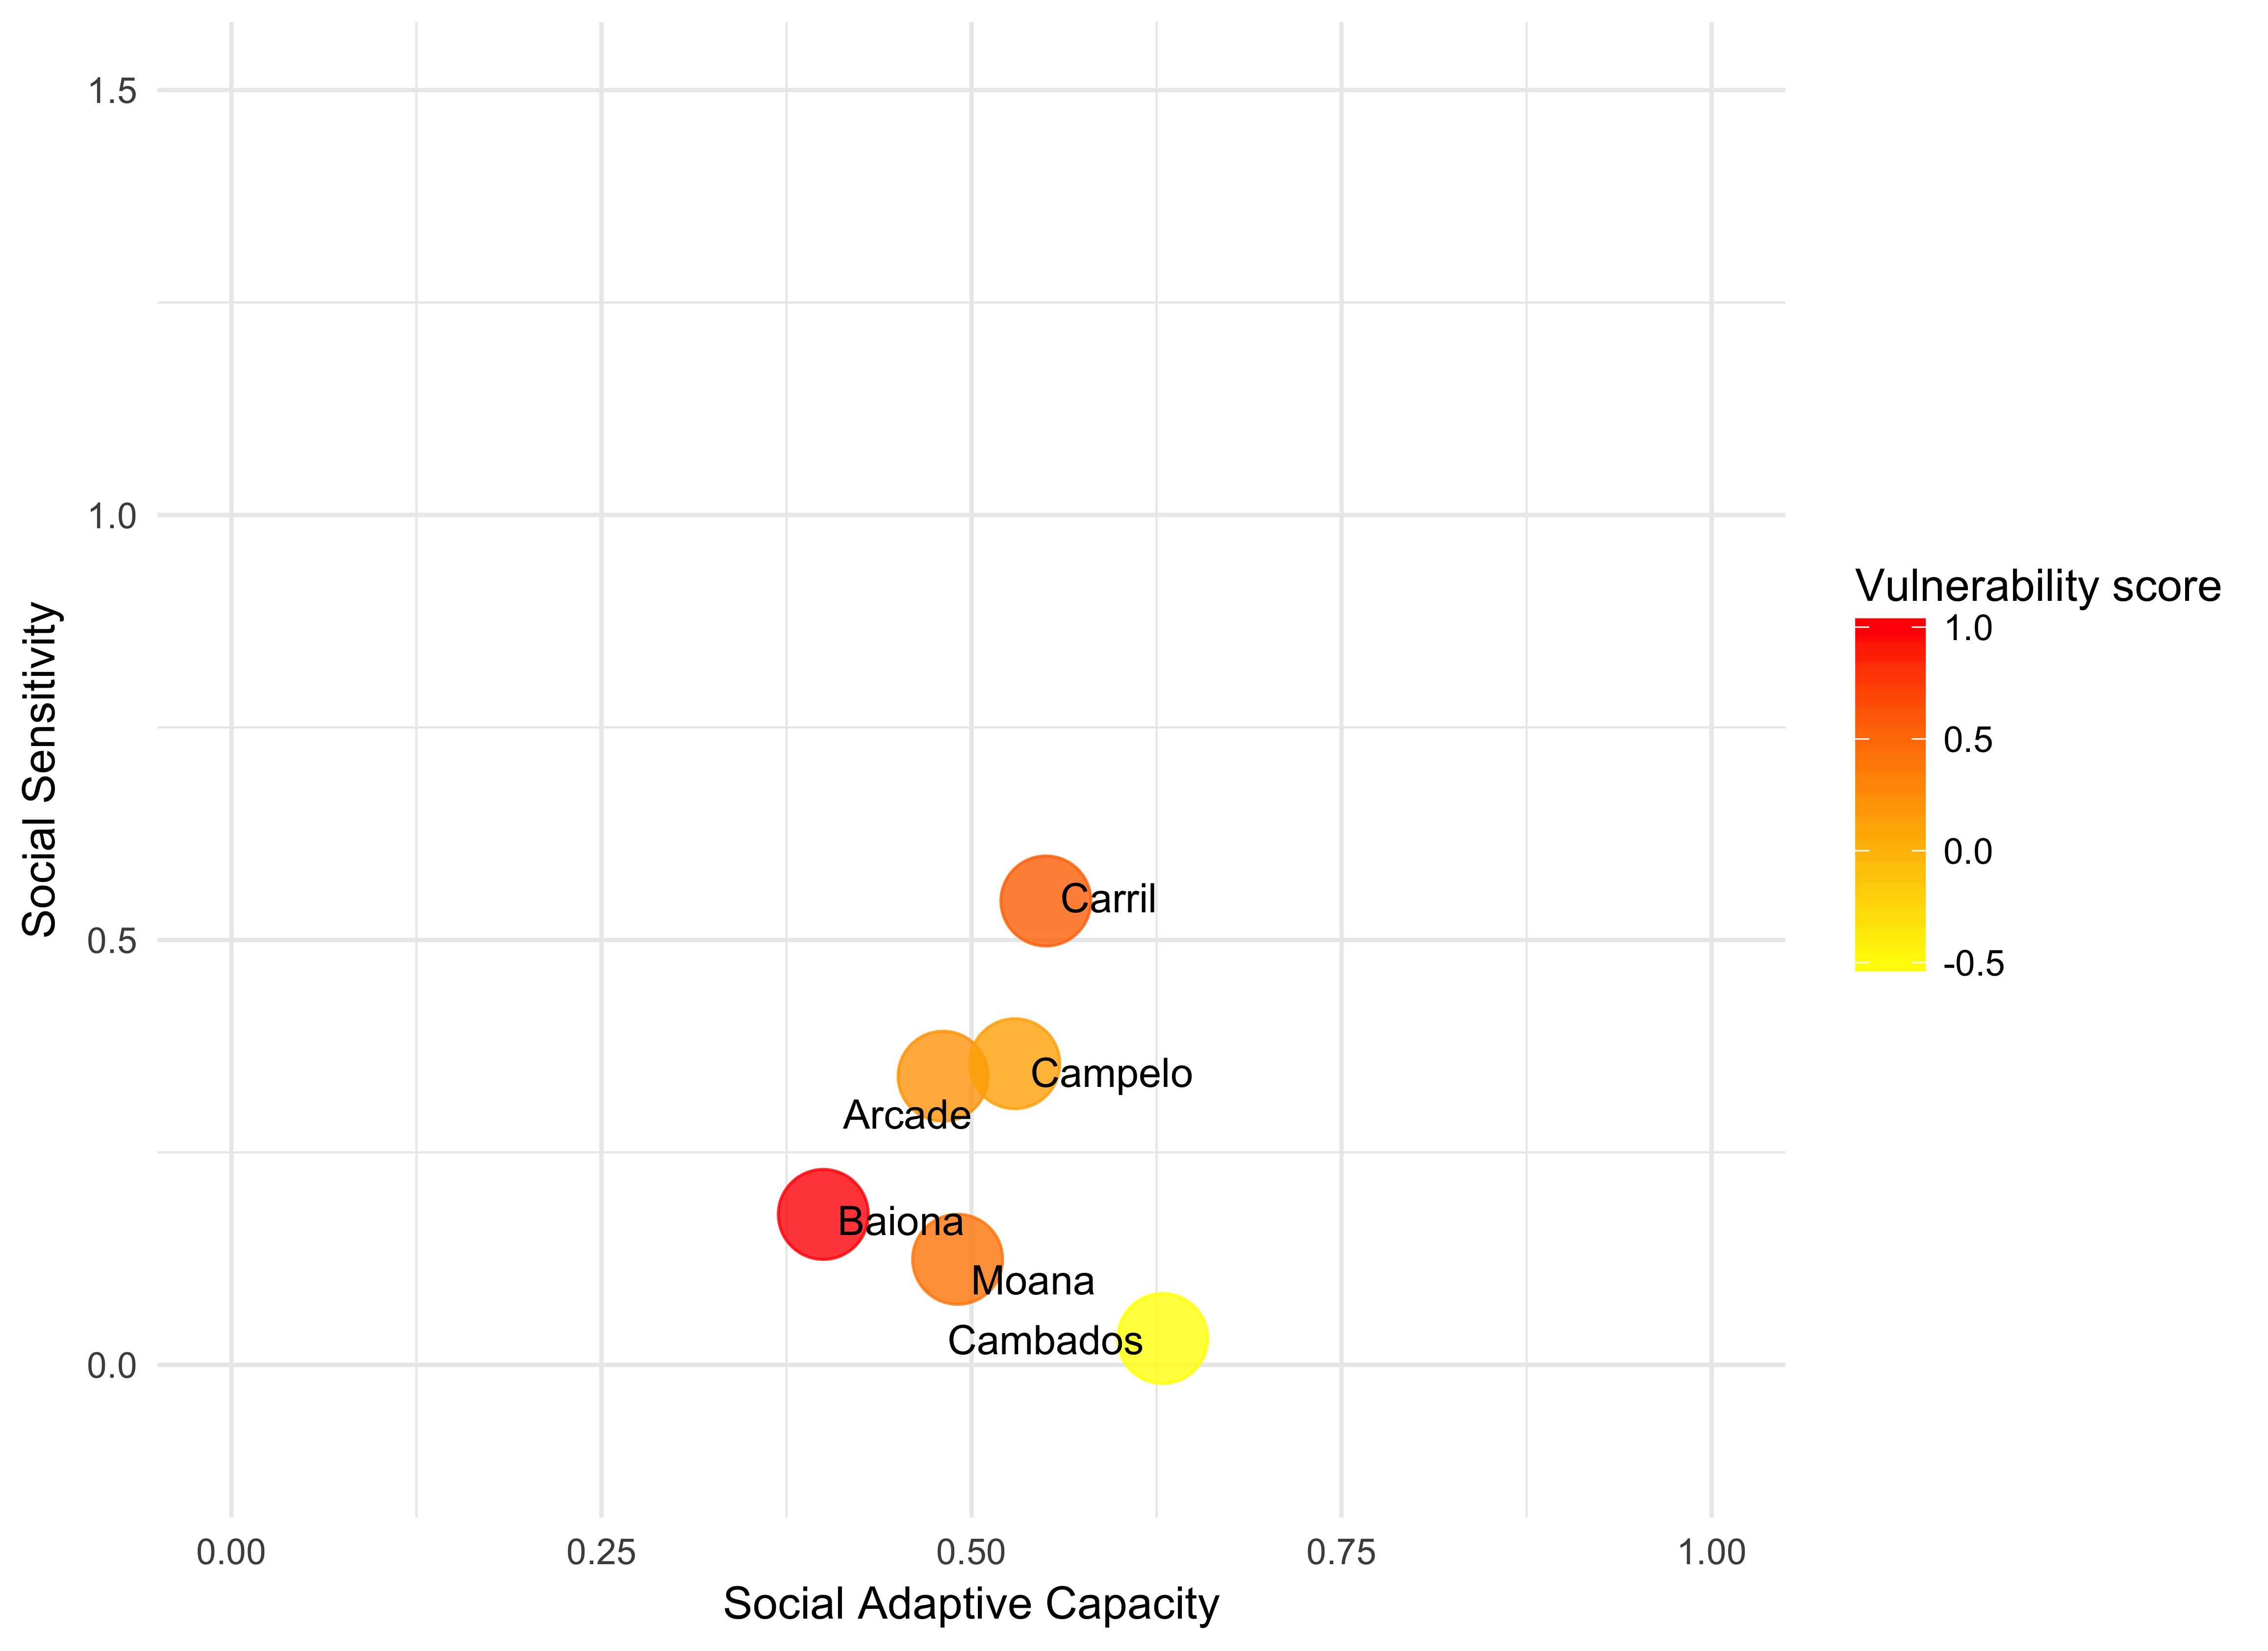 1.5
1.0
0.5
0.0
Social Sensitivity
Carril
Campelo
Arcade
Baiona
Moana
Cambados
0.00 0.25 0.50 0.75 1.00
Social Adaptive Capacity
Vulnerability score
1.0
0.5
0.0
-0.5